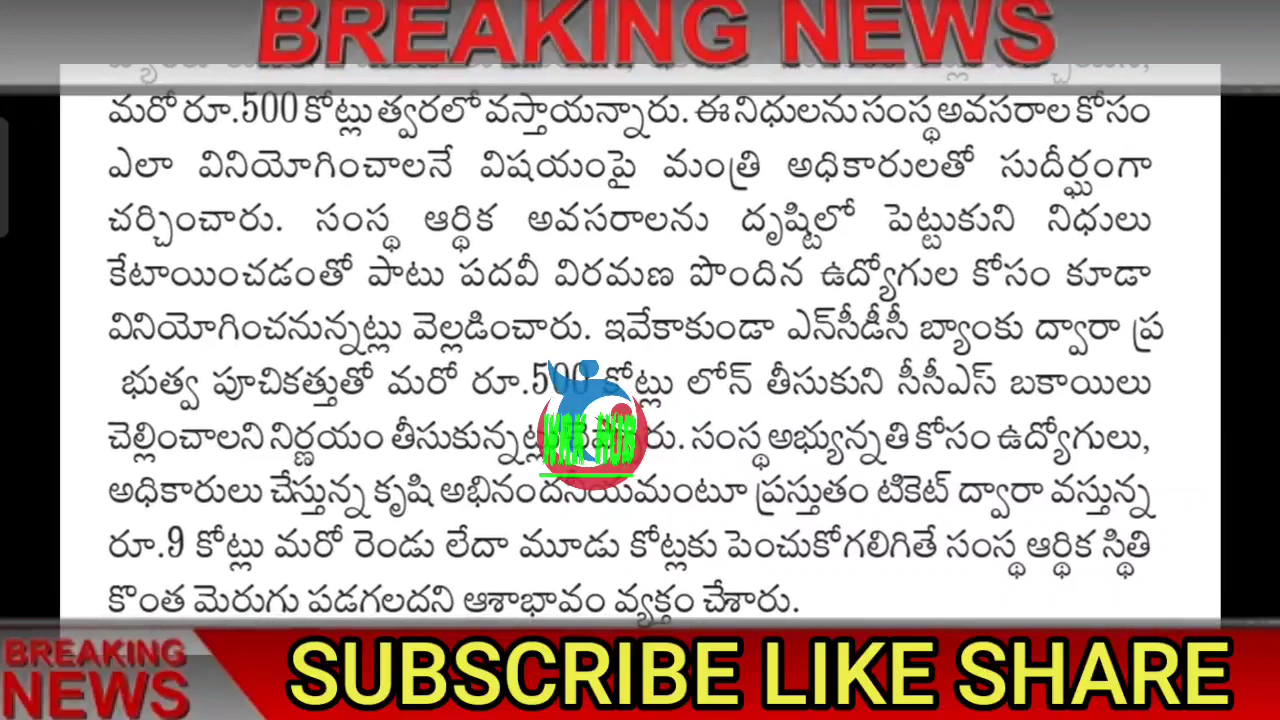 BREAKING NEWS
మరో రూ.500 కోట్లు త్వరలో వస్తాయన్నారు. ఈ నిధులను సంస్థ అవసరాల కోసం
ఎలా వినియోగించాలనే విషయంపై మంత్రి అధికారులతో సుదీర్ఘంగా
చర్చించారు. సంస్థ ఆర్థిక అవసరాలను దృష్టిలో పెట్టుకుని నిధులు
కేటాయించడంతో పాటు పదవీ విరమణ పొందిన ఉద్యోగుల కోసం కూడా
వినియోగించనున్నట్లు వెల్లడించారు. ఇవేకాకుండా ఎన్‌సీడీసీ బ్యాంకు ద్వారా ప్ర
భుత్వ పూచికత్తుతో మరో రూ.500 కోట్లు లోన్ తీసుకుని సీసీఎస్ బకాయిలు
చెల్లించాలని నిర్ణయం తీసుకున్నట్లు సంస్థ అభ్యున్నతి కోసం ఉద్యోగులు,
అధికారులు చేస్తున్న కృషి అభినందనీయమంటూ ప్రస్తుతం టికెట్ ద్వారా వస్తున్న
రూ.9 కోట్లు మరో రెండు లేదా మూడు కోట్లకు పెంచుకోగలిగితే సంస్థ ఆర్థిక స్థితి
కొంత మెరుగు పడగలదని ఆశాభావం వ్యక్తం చేశారు.
KRK HUB
BREAKING
NEWS
SUBSCRIBE LIKE SHARE